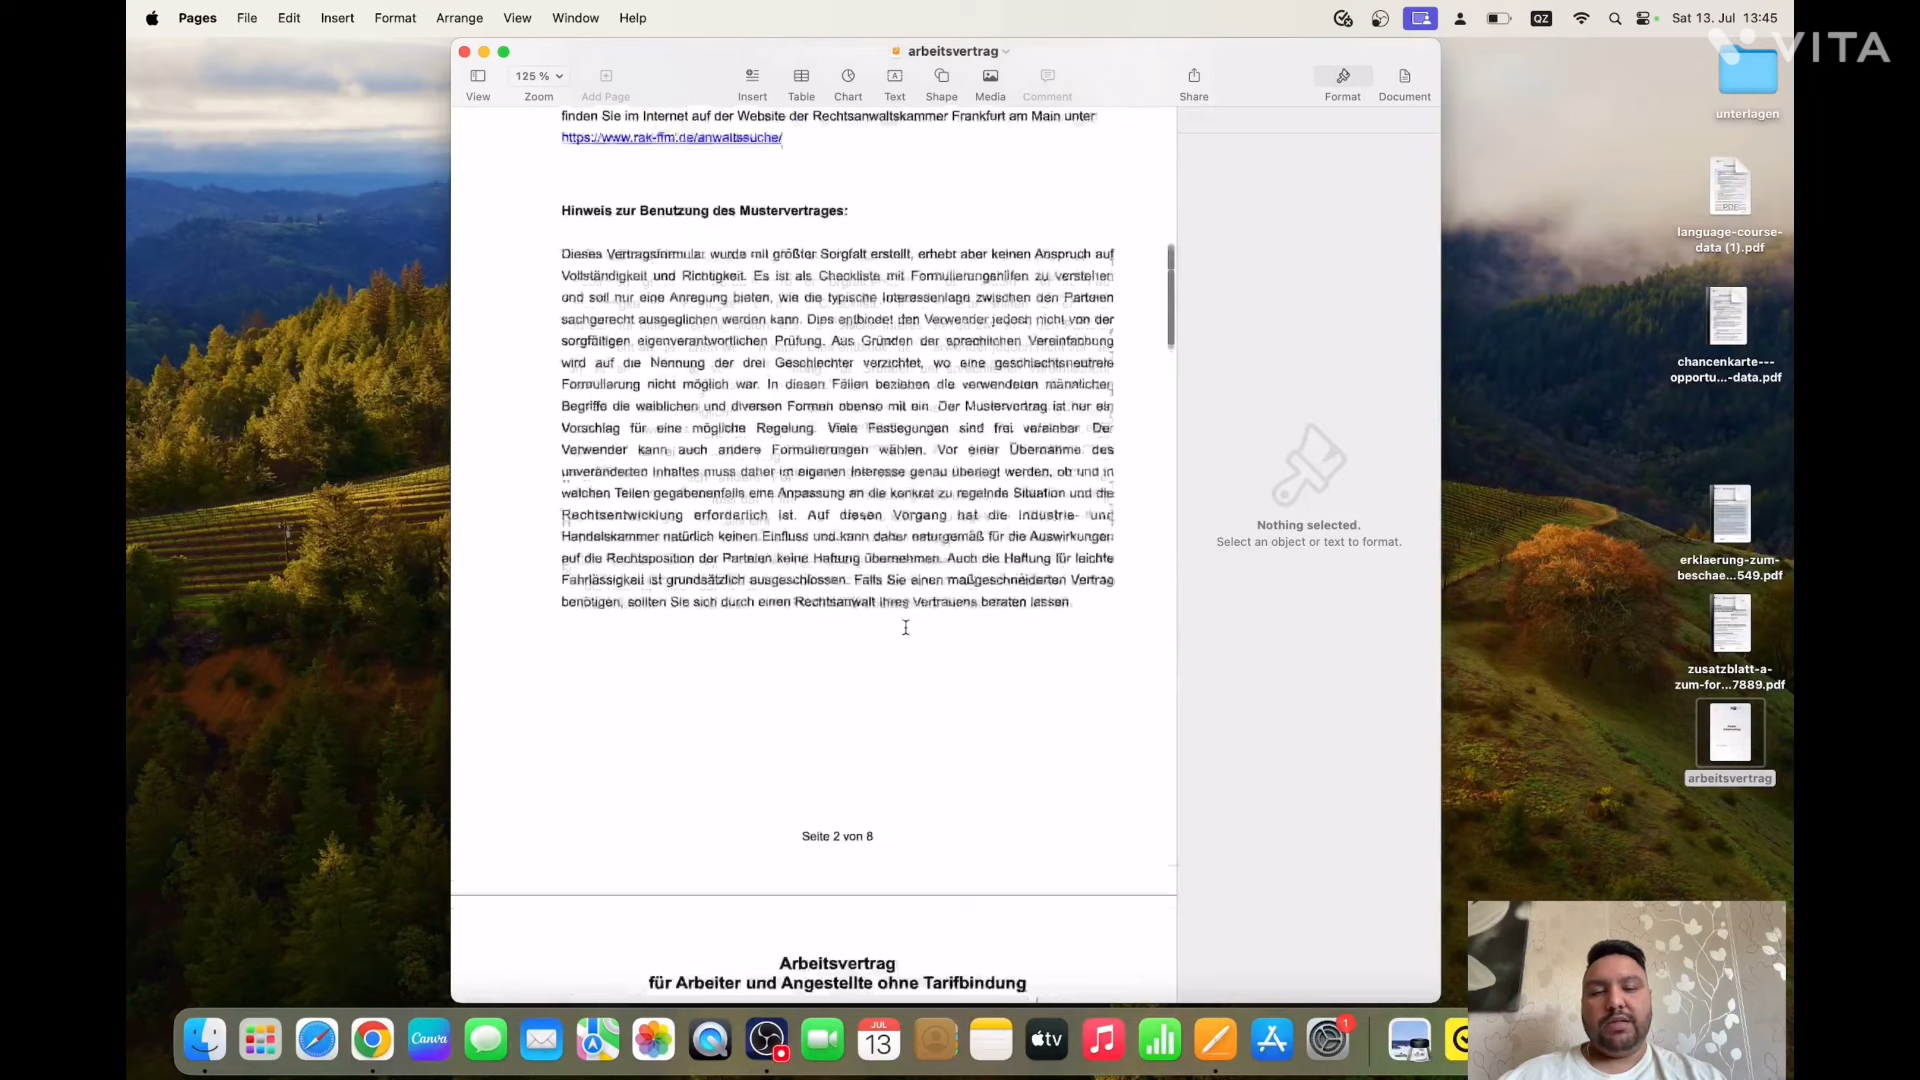 Pages File Edit Insert Format Arrange View Window Help
QZ
Sat 13. Jul 13:45
VITA
arbeitsvertrag
125 %
View Zoom Add Page Insert Table Chart Text Shape Media Comment Share Format Document
finden Sie im Internet auf der Website der Rechtsanwaltskammer Frankfurt am Main unter
https://www.rak-ffm.de/anwaltssuche/
Hinweis zur Benutzung des Mustervertrages:
Dieses Vertragsformular wurde mit größter Sorgfalt erstellt, erhebt aber keinen Anspruch auf
Vollständigkeit und Richtigkeit. Es ist als Checkliste mit Formulierungshilfen zu verstehen
und soll nur eine Anregung bieten, wie die typische Interessenlage zwischen den Parteien
sachgerecht ausgeglichen werden kann. Dies entbindet den Verwender jedoch nicht von der
sorgfältigen eigenverantwortlichen Prüfung. Aus Gründen der sprachlichen Vereinfachung
wird auf die Nennung der drei Geschlechter verzichtet, wo eine geschlechtsneutrale
Formulierung nicht möglich war. In diesen Fällen beziehen die verwendeten männlichen
Begriffe die weiblichen und diversen Formen ebenso mit ein. Der Mustervertrag ist nur ein
Vorschlag für eine mögliche Regelung. Viele Festlegungen sind frei vereinbar. Der
Verwender kann auch andere Formulierungen wählen. Vor einer Übernahme des
unveränderten Inhaltes muss daher im eigenen Interesse genau überlegt werden, ob und in
welchen Teilen gegebenenfalls eine Anpassung an die konkret zu regelnde Situation und die
Rechtsentwicklung erforderlich ist. Auf diesen Vorgang hat die Industrie- und
Handelskammer natürlich keinen Einfluss und kann daher naturgemäß für die Auswirkungen
auf die Rechtsposition der Parteien keine Haftung übernehmen. Auch die Haftung für leichte
Fahrlässigkeit ist grundsätzlich ausgeschlossen. Falls Sie einen maßgeschneiderten Vertrag
benötigen, sollten Sie sich durch einen Rechtsanwalt ihres Vertrauens beraten lassen.
Seite 2 von 8
Arbeitsvertrag
für Arbeiter und Angestellte ohne Tarifbindung
Nothing selected.
Select an object or text to format.
unterlagen
PDF
language-course-
data (1).pdf
chancenkarte---
opportu...-data.pdf
erklaerung-zum-
beschae...549.pdf
zusatzblatt-a-
zum-for...7889.pdf
arbeitsvertrag
Canva
JUL
13
tv
1